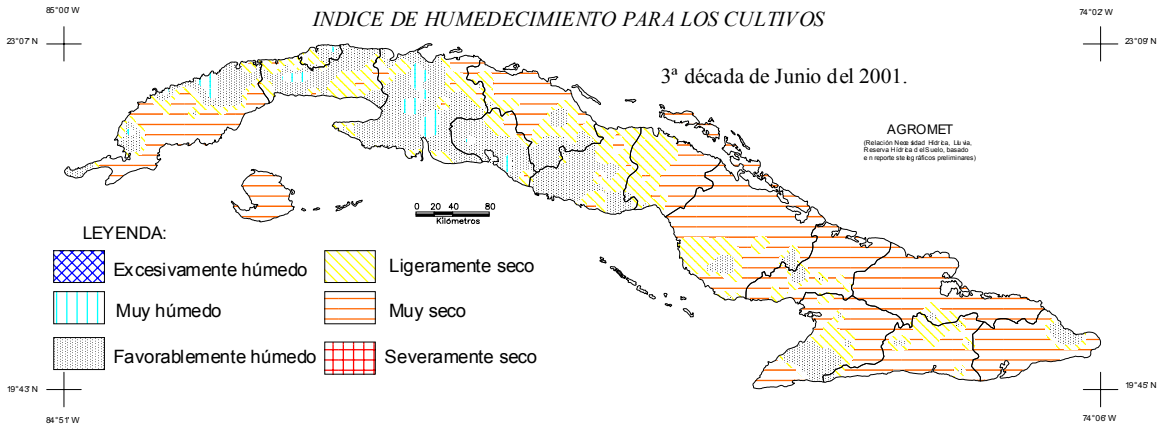 INDICE DE HUMEDECIMIENTO PARA LOS CULTIVOS
85°00' W
74°02' W
23°07' N
23°09' N
3ª década de Junio del 2001.
AGROMET
(Relación Necesidad Hídrica, Lluvia,
Reserva Hídrica del Suelo, basado
en reportes telegráficos preliminares)
0 20 40 80
Kilómetros
LEYENDA:
Excesivamente húmedo
Ligeramente seco
Muy húmedo
Muy seco
Favorablemente húmedo
Severamente seco
19°43' N
19°45' N
84°51' W
74°06' W